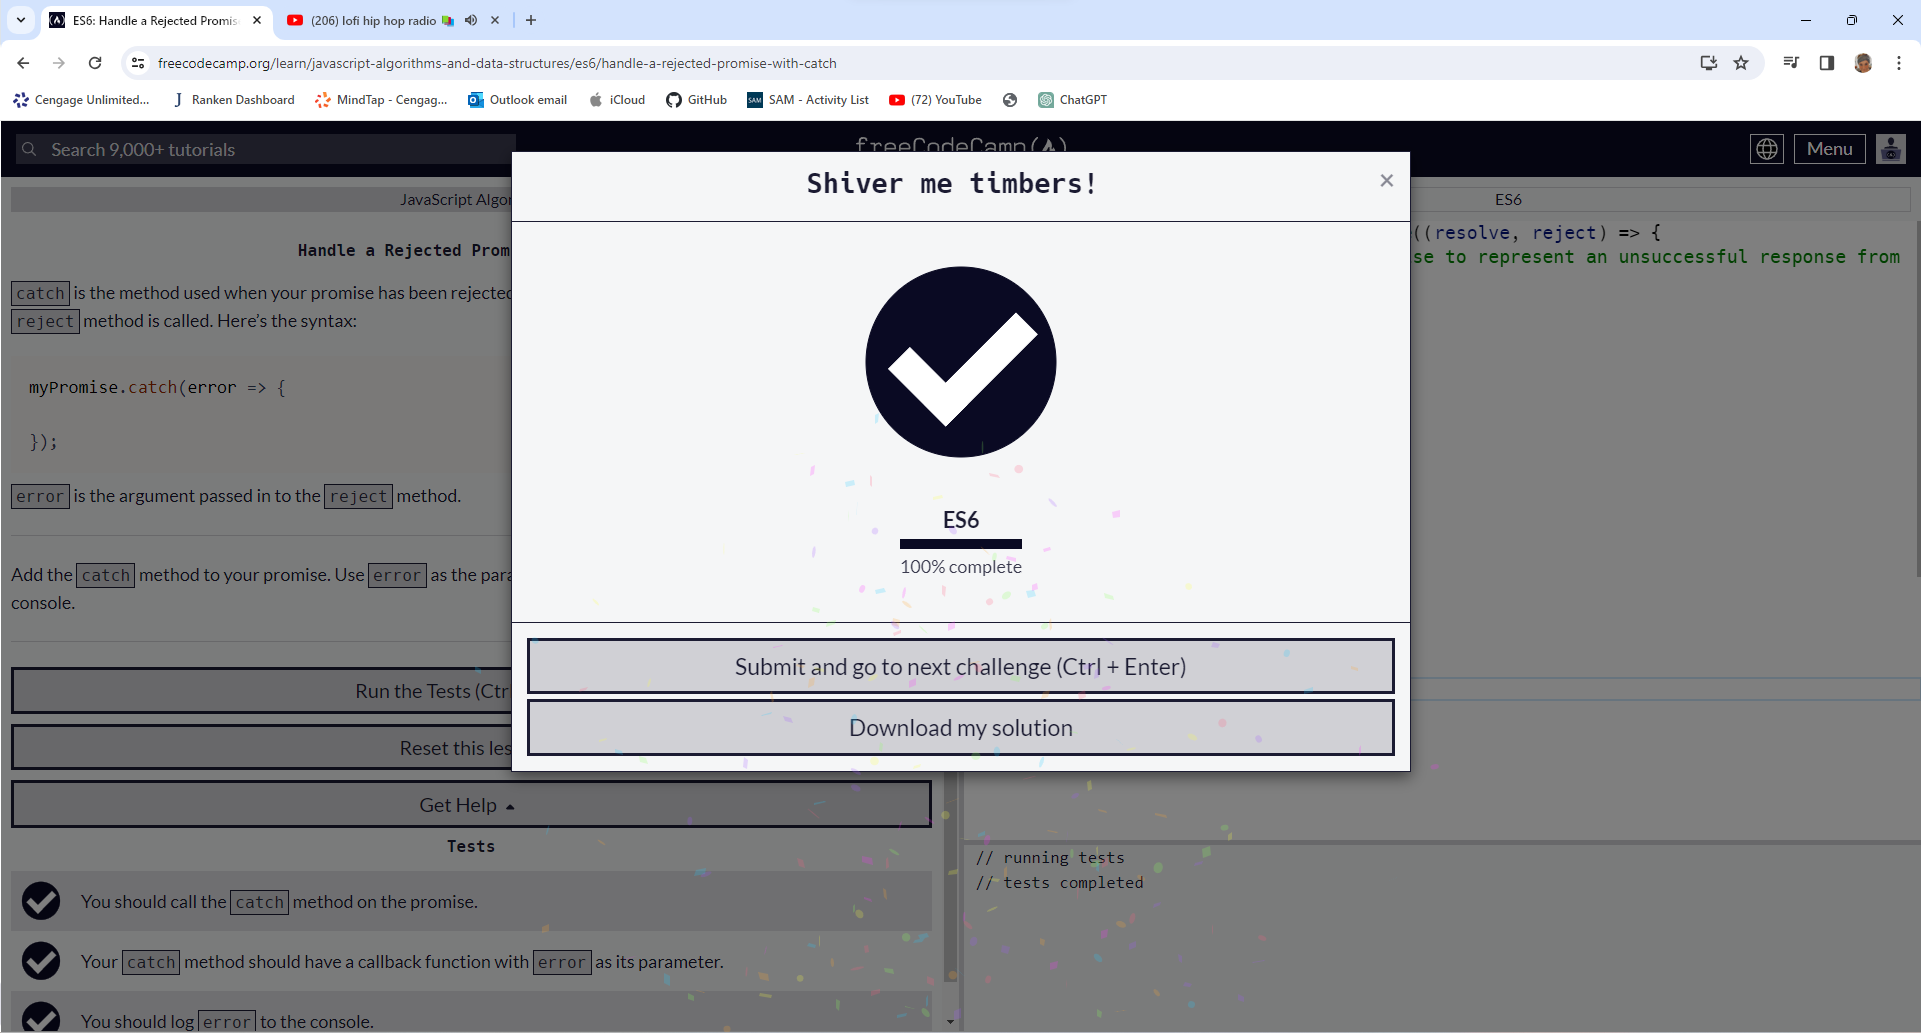 ES6: Handle a Rejected Promis
(206) lofi hip hop radio
freecodecamp.org/learn/javascript-algorithms-and-data-structures/es6/handle-a-rejected-promise-with-catch
Cengage Unlimited...
Ranken Dashboard
MindTap - Cengag...
Outlook email
iCloud
GitHub
SAM
SAM - Activity List
(72) YouTube
ChatGPT
Search 9,000+ tutorials
freeCodeCamp(
Menu
JavaScript Algor
ES6
Shiver me timbers!
ES6
100% complete
Submit and go to next challenge (Ctrl + Enter)
Download my solution
Handle a Rejected Prom
catch is the method used when your promise has been rejected
reject method is called. Here’s the syntax:
myPromise.catch(error => {
});
error is the argument passed in to the reject method.
Add the catch method to your promise. Use error as the para
console.
Run the Tests (Ctr
Reset this les
Get Help
Tests
You should call the catch method on the promise.
Your catch method should have a callback function with error as its parameter.
You should log error to the console.
((resolve, reject) => {
se to represent an unsuccessful response from
// running tests
// tests completed